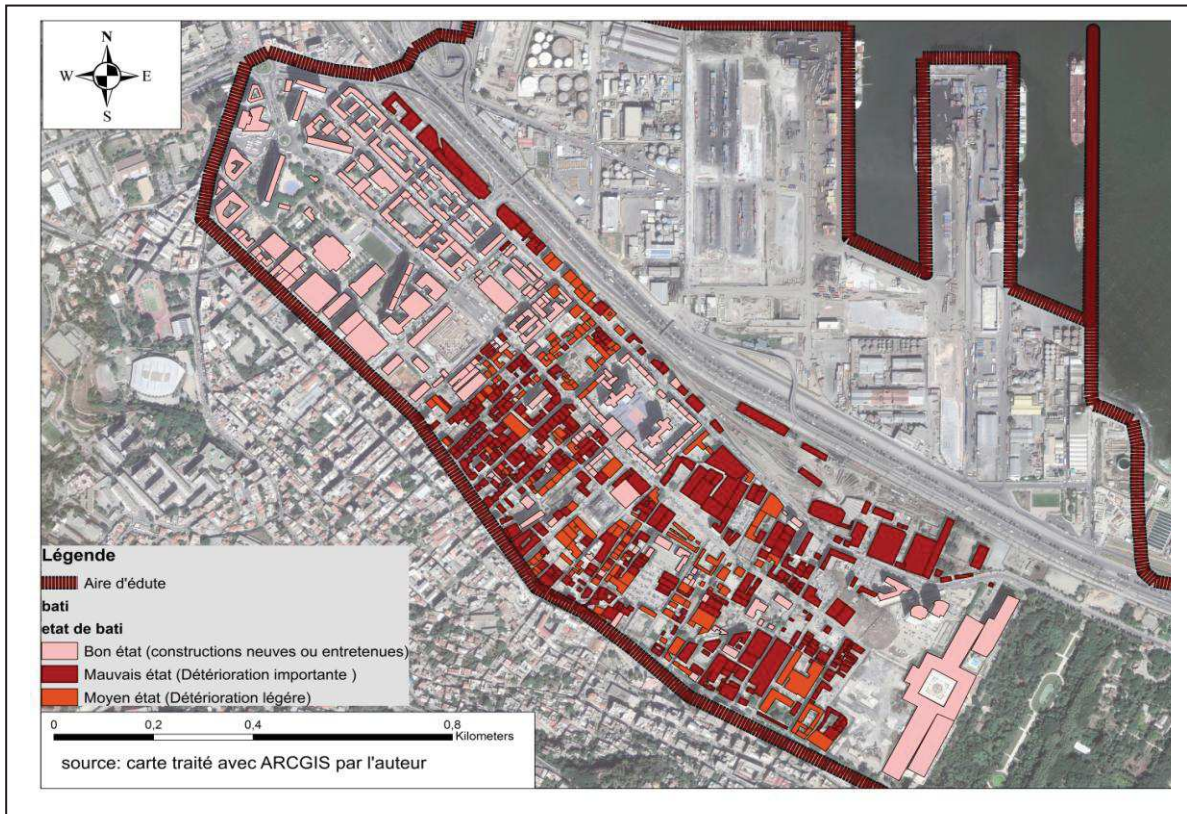 N
W E
S
Légende
Aire d'édute
bati
etat de bati
Bon état (constructions neuves ou entretenues)
Mauvais état (Détérioration importante )
Moyen état (Détérioration légére)
0 0,2 0,4 0,8
Kilometers
source: carte traité avec ARCGIS par l'auteur